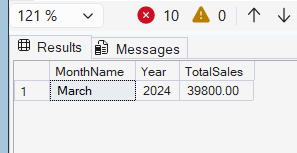 121 % 10 0
Results Messages
MonthName Year TotalSales
1 March 2024 39800.00